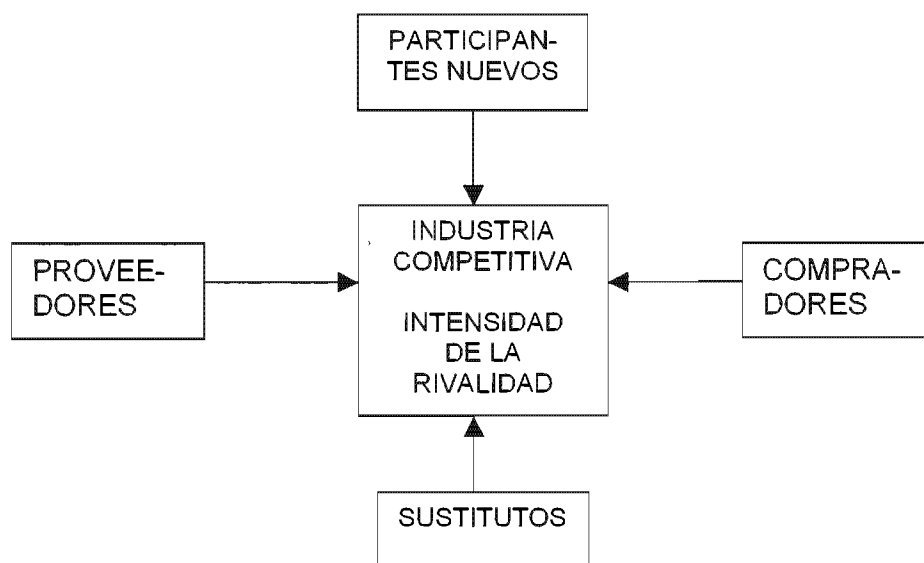 PARTICIPAN-
TES NUEVOS
PROVEE-
DORES
INDUSTRIA
COMPETITIVA
INTENSIDAD
DE LA
RIVALIDAD
COMPRA-
DORES
SUSTITUTOS